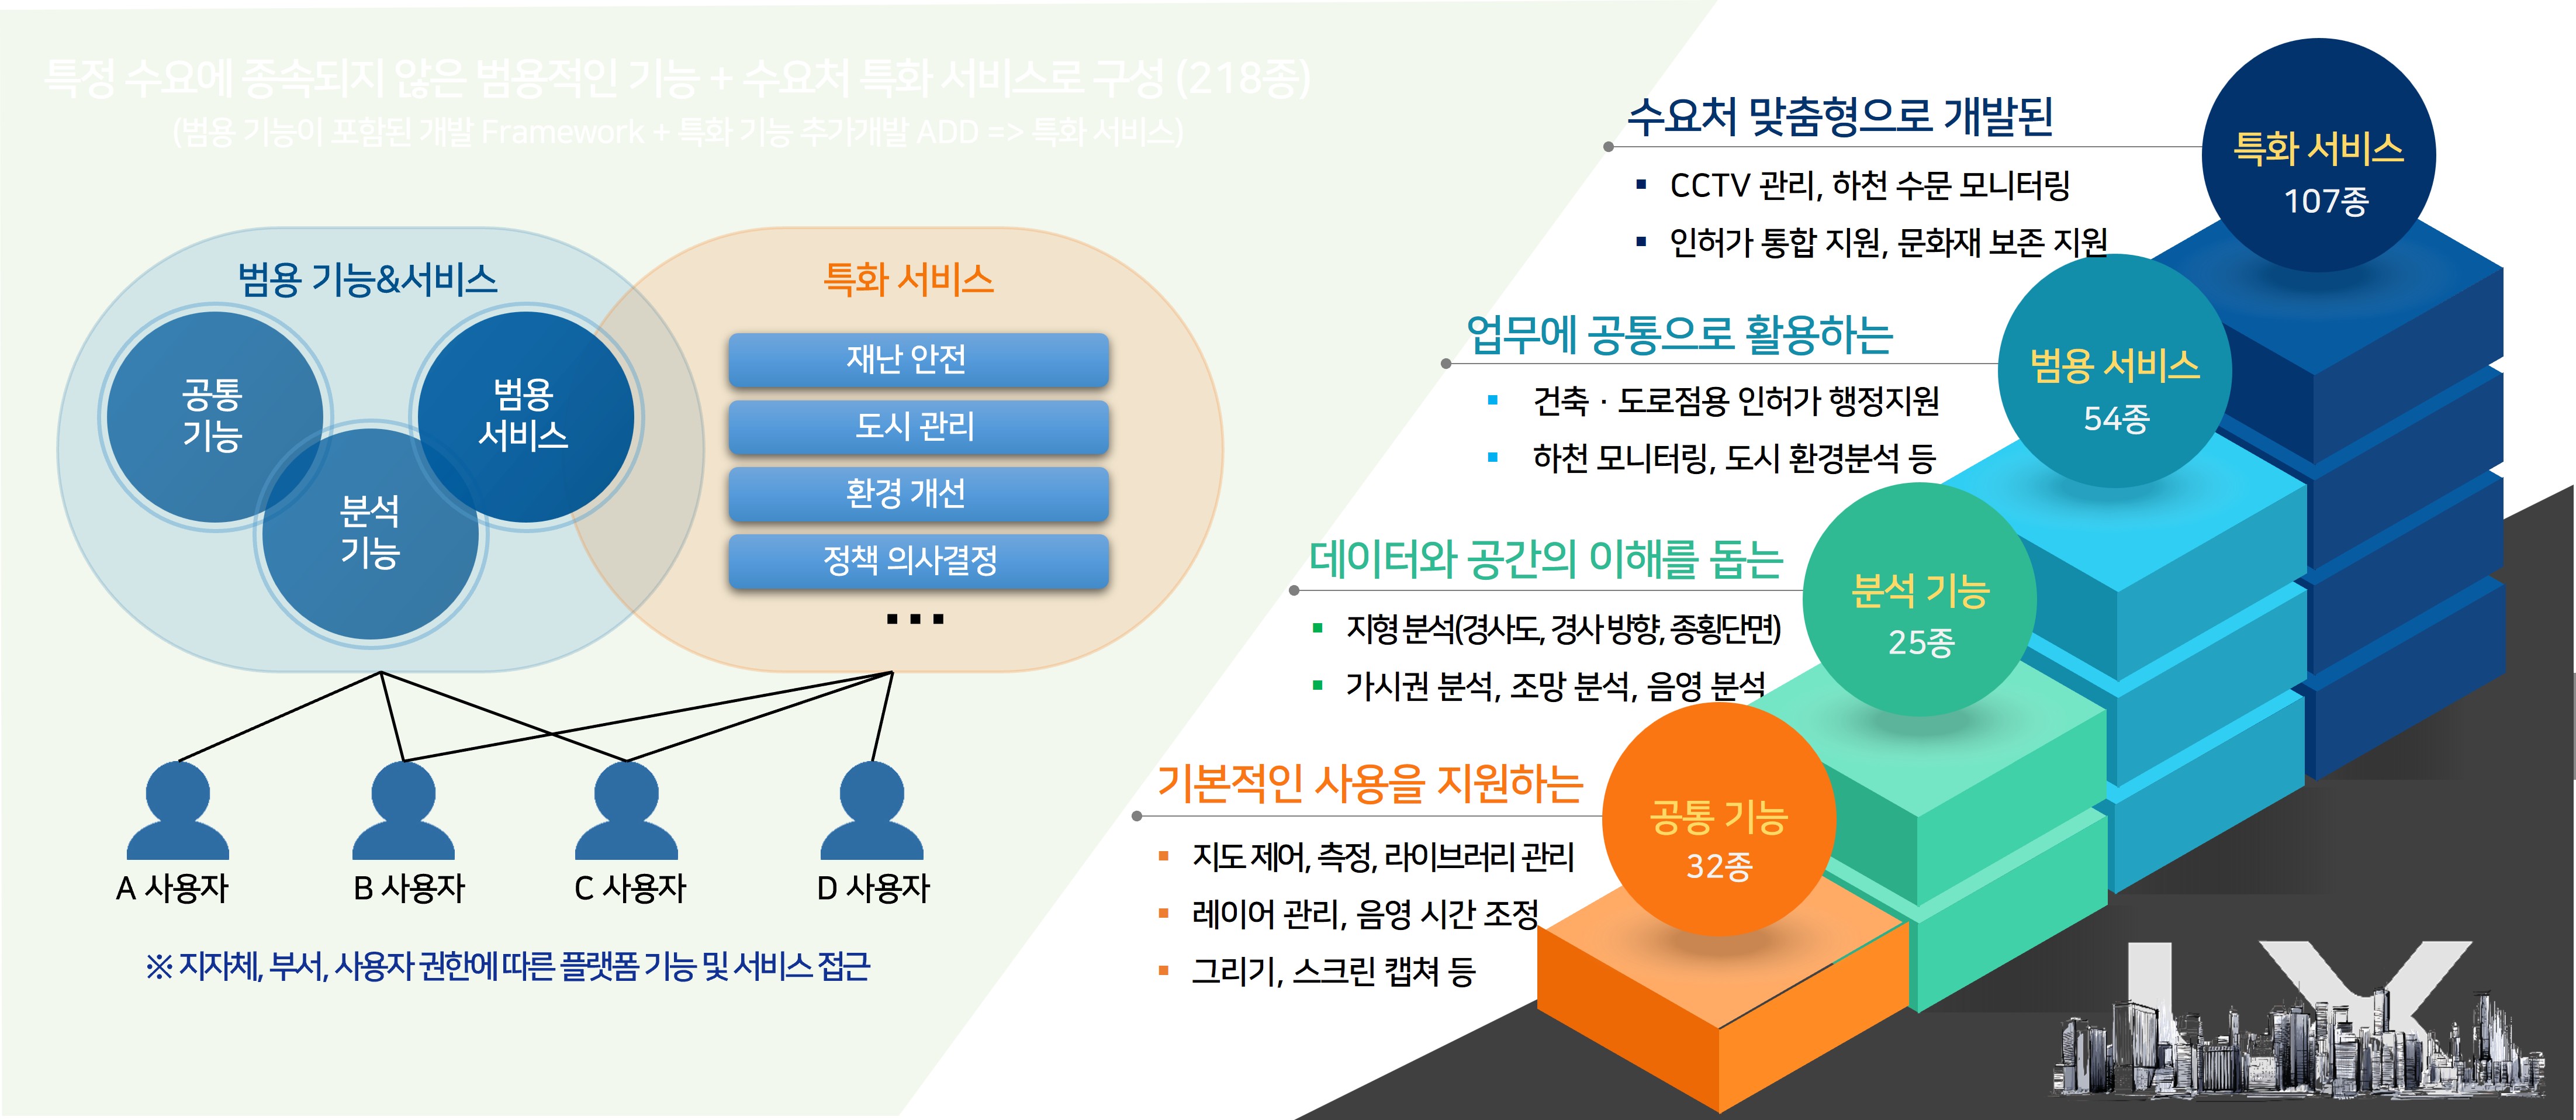 특정 수요에 종속되지 않은 범용적인 기능 + 수요처 특화 서비스로 구성 (218종)
(범용 기능이 포함된 개발 Framework + 특화 기능 추가개발 ADD => 특화 서비스)
범용 기능&서비스
공통
기능
범용
서비스
분석
기능
특화 서비스
재난 안전
도시 관리
환경 개선
정책 의사결정
...
A 사용자
B 사용자
C 사용자
D 사용자
※ 지자체, 부서, 사용자 권한에 따른 플랫폼 기능 및 서비스 접근
수요처 맞춤형으로 개발된
특화 서비스
107종
▪ CCTV 관리, 하천 수문 모니터링
▪ 인허가 통합 지원, 문화재 보존 지원
업무에 공통으로 활용하는
범용 서비스
54종
▪ 건축 · 도로점용 인허가 행정지원
▪ 하천 모니터링, 도시 환경분석 등
데이터와 공간의 이해를 돕는
분석 기능
25종
▪ 지형 분석(경사도, 경사 방향, 종횡단면)
▪ 가시권 분석, 조망 분석, 음영 분석
기본적인 사용을 지원하는
공통 기능
32종
▪ 지도 제어, 측정, 라이브러리 관리
▪ 레이어 관리, 음영 시간 조정
▪ 그리기, 스크린 캡쳐 등
LX